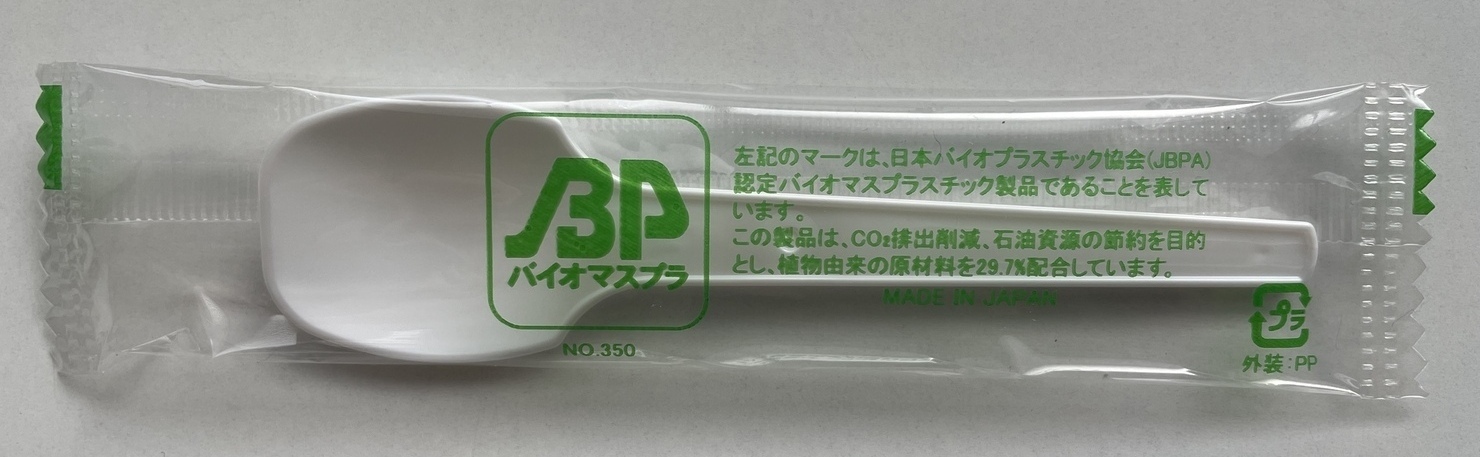 BP
バイオマスプラ
NO.350
左記のマークは、日本バイオプラスチック協会(JBPA)
認定バイオマスプラスチック製品であることを表して
います。
この製品は、CO₂排出削減、石油資源の節約を目的
とし、植物由来の原材料を29.7%配合しています。
MADE IN JAPAN
プラ
外装:PP